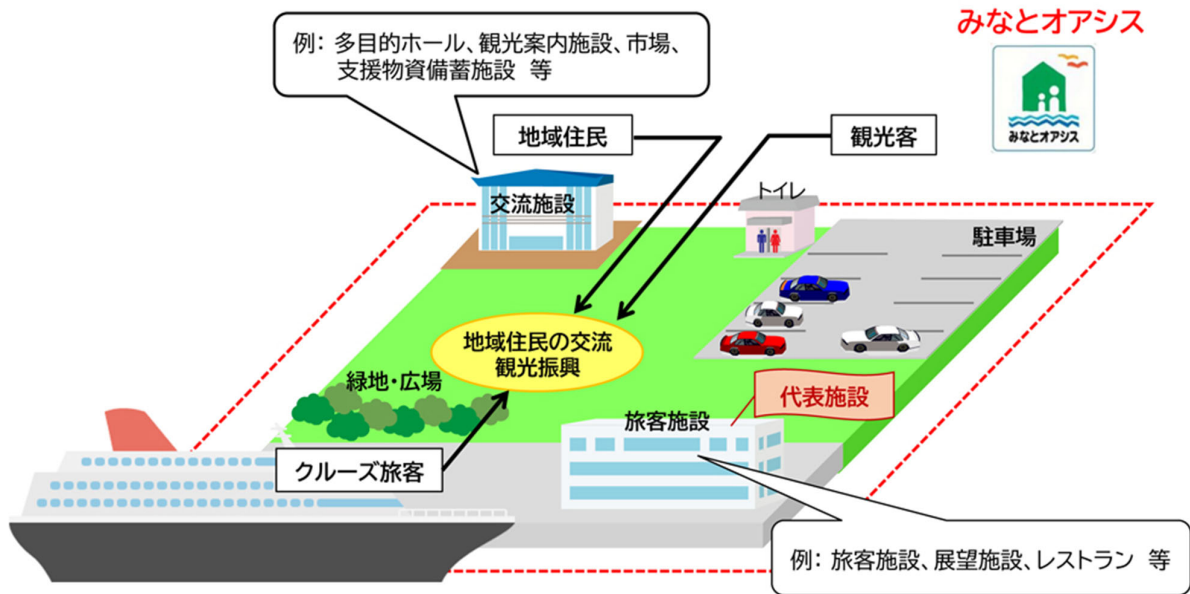 みなとオアシス
みなとオアシス
例: 多目的ホール、観光案内施設、市場、
支援物資備蓄施設 等
地域住民
観光客
交流施設
トイレ
駐車場
地域住民の交流
観光振興
緑地・広場
代表施設
旅客施設
クルーズ旅客
例: 旅客施設、展望施設、レストラン 等